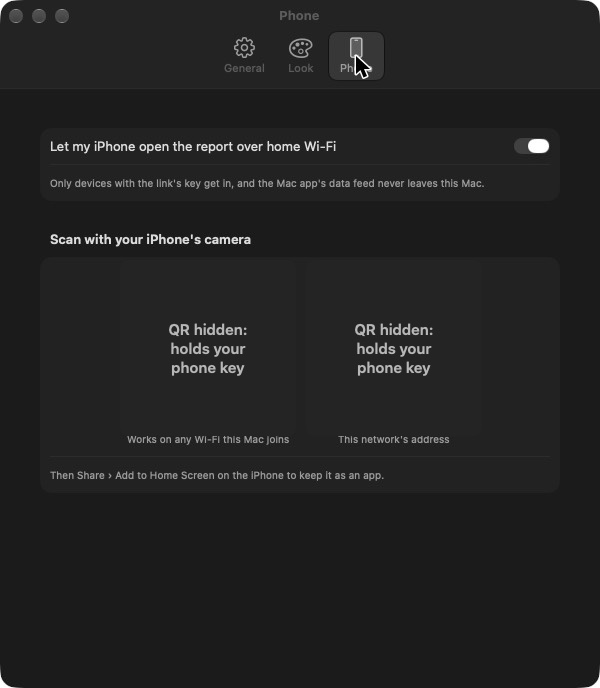 Phone
General
Look
Let my iPhone open the report over home Wi-Fi
Only devices with the link's key get in, and the Mac app's data feed never leaves this Mac.
Scan with your iPhone's camera
QR hidden:
holds your
phone key
Works on any Wi-Fi this Mac joins
QR hidden:
holds your
phone key
This network's address
Then Share › Add to Home Screen on the iPhone to keep it as an app.